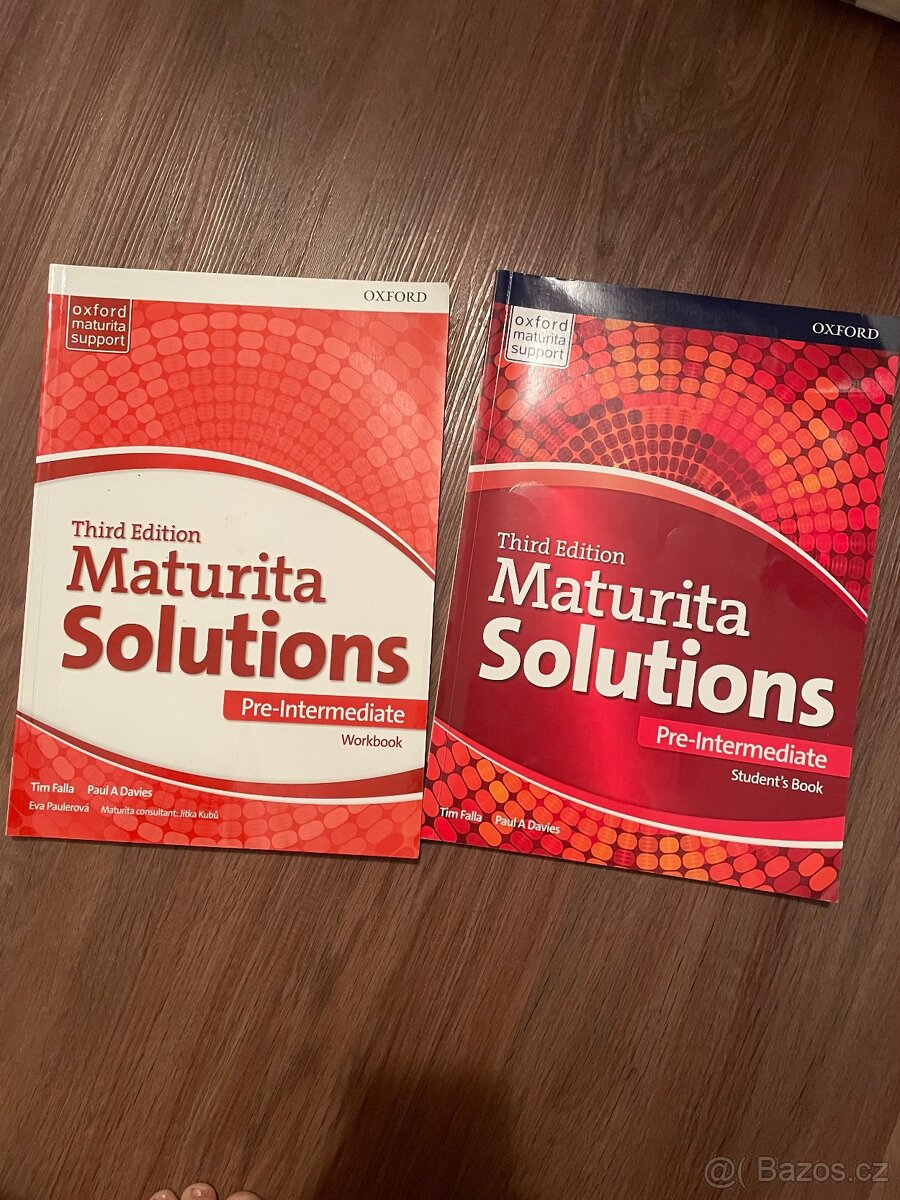 OXFORD
oxford
maturita
support
Third Edition
Maturita
Solutions
Pre-Intermediate
Workbook
Tim Falla Paul A Davies
Eva Paulerová Maturita consultant: Jitka Kubů
OXFORD
oxford
maturita
support
Third Edition
Maturita
Solutions
Pre-Intermediate
Student's Book
Tim Falla Paul A Davies
@( Bazos.cz